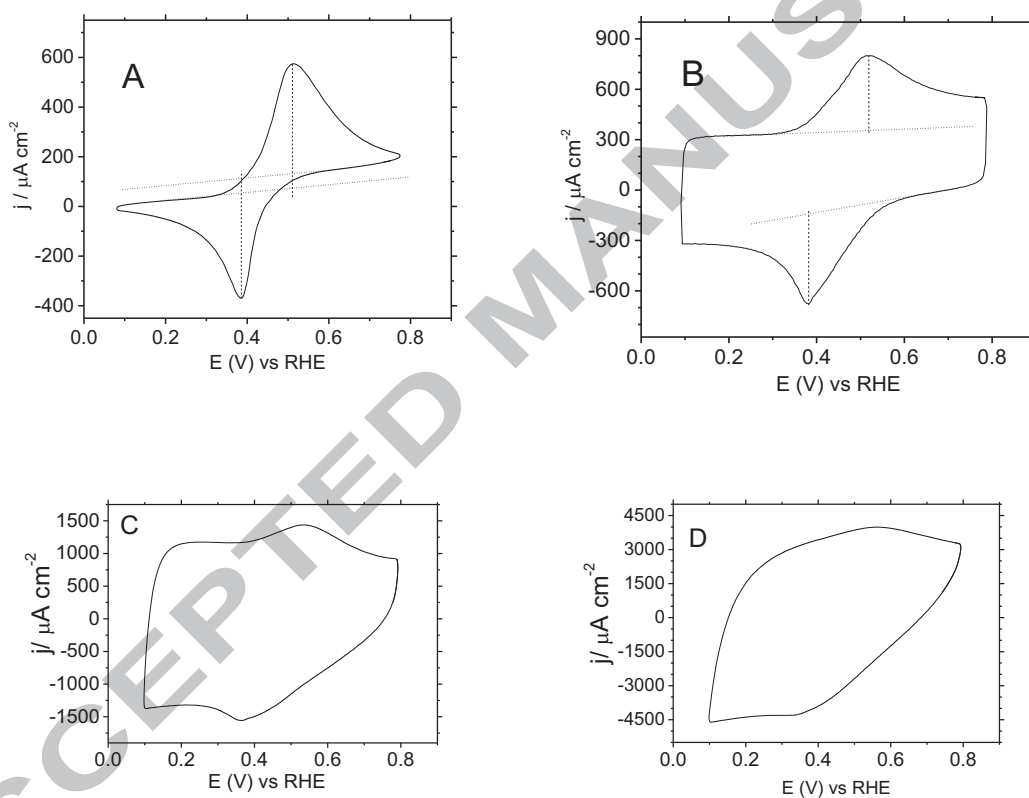 A
600
400
200
0
-200
-400
j / μA cm-2
0.0 0.2 0.4 0.6 0.8
E (V) vs RHE
B
900
600
300
0
-300
-600
j/ μA cm-2
0.0 0.2 0.4 0.6 0.8
E (V) vs RHE
C
1500
1000
500
0
-500
-1000
-1500
j/ μA cm-2
0.0 0.2 0.4 0.6 0.8
E (V) vs RHE
D
4500
3000
1500
0
-1500
-3000
-4500
j/ μA cm-2
0.0 0.2 0.4 0.6 0.8
E (V) vs RHE
CCEPTED MANUS